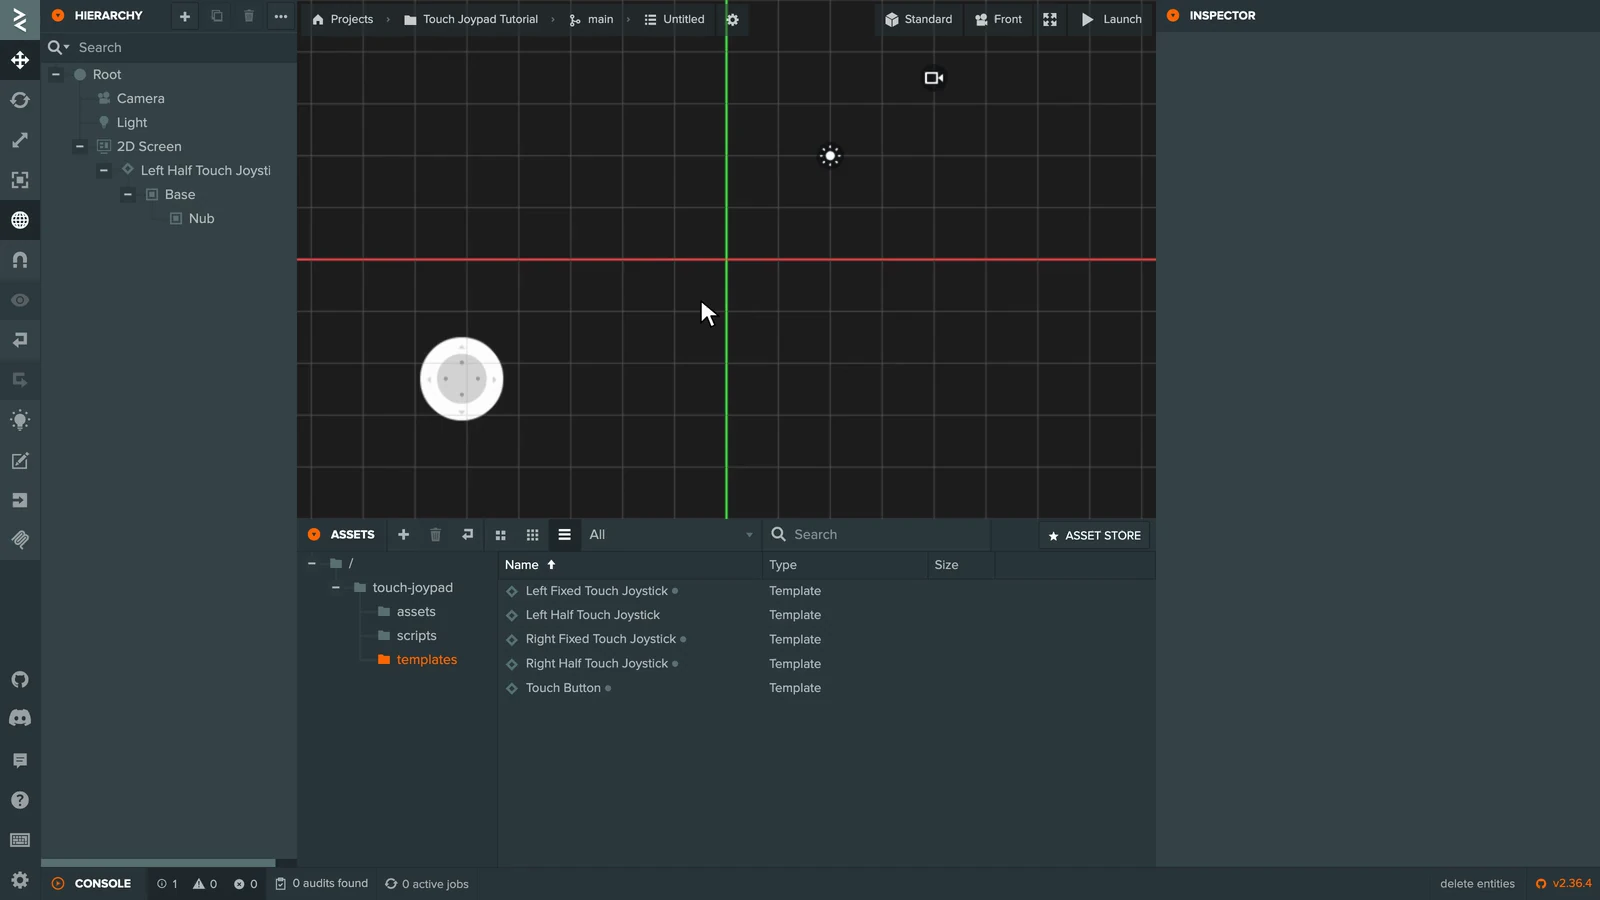 HIERARCHY
Search
Root
Camera
Light
2D Screen
Left Half Touch Joysti
Base
Nub
Projects
Touch Joypad Tutorial
main
Untitled
Standard
Front
Launch
INSPECTOR
ASSETS
All
Search
ASSET STORE
/
touch-joypad
assets
scripts
templates
Name Type Size
Left Fixed Touch Joystick Template
Left Half Touch Joystick Template
Right Fixed Touch Joystick Template
Right Half Touch Joystick Template
Touch Button Template
CONSOLE 1 0 0 0 audits found 0 active jobs
delete entities v2.36.4